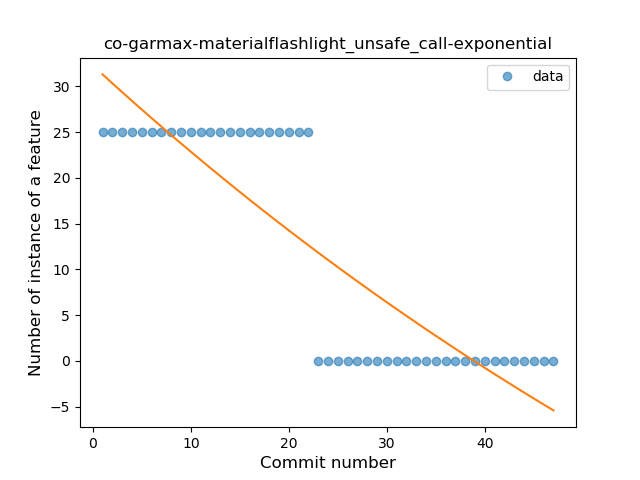 co-garmax-materialflashlight_unsafe_call-exponential
data
Number of instance of a feature
30
25
20
15
10
5
0
−5
0 10 20 30 40
Commit number